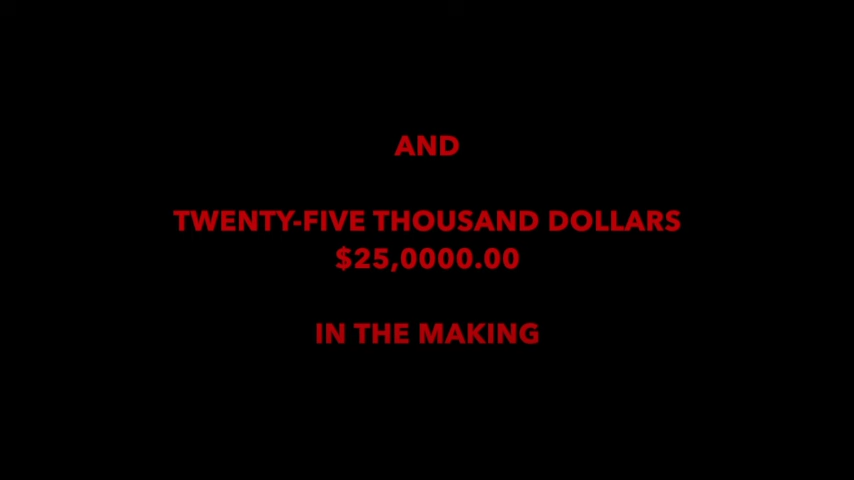 AND
TWENTY-FIVE THOUSAND DOLLARS
$25,0000.00
IN THE MAKING